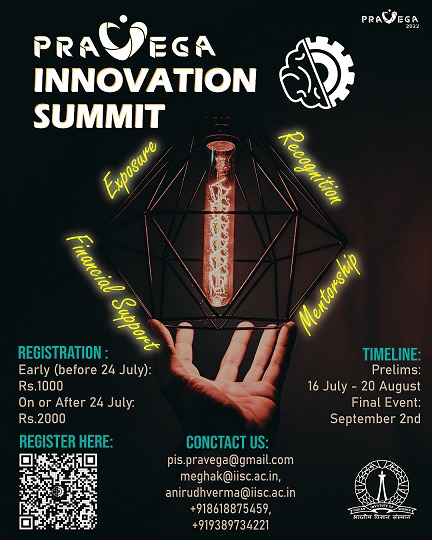 PRAVEGA
2022
PRAVEGA
INNOVATION
SUMMIT
Exposure
Recognition
Financial Support
Mentorship
REGISTRATION :
Early (before 24 July):
Rs.1000
On or After 24 July:
Rs.2000
TIMELINE:
Prelims:
16 July - 20 August
Final Event:
September 2nd
REGISTER HERE:
CONCTACT US:
pis.pravega@gmail.com
meghak@iisc.ac.in,
anirudhverma@iisc.ac.in
+918618875459,
+919389734221
भारतीय विज्ञान संस्थान